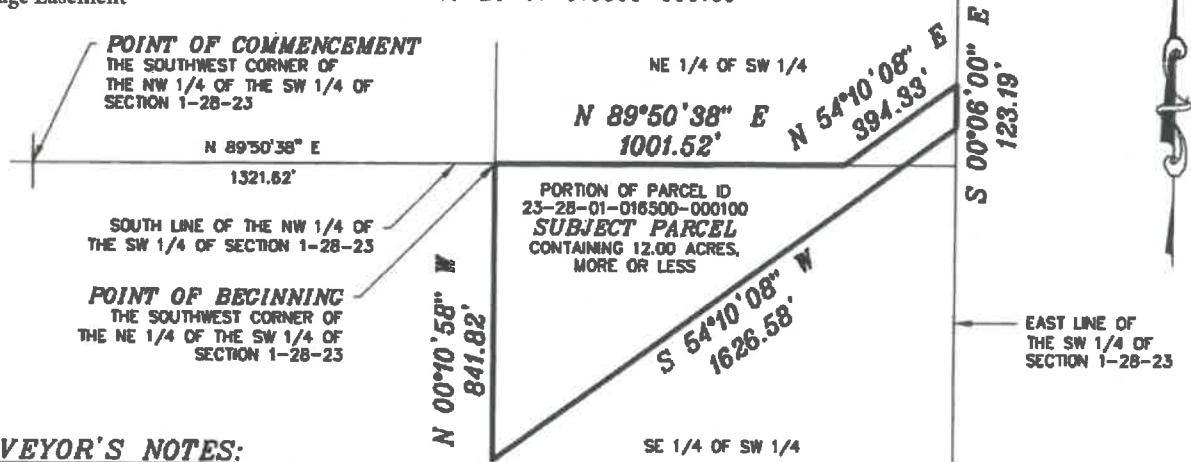 POINT OF COMMENCEMENT
THE SOUTHWEST CORNER OF
THE NW 1/4 OF THE SW 1/4 OF
SECTION 1-28-23
N 89°50'38" E
1321.62'
SOUTH LINE OF THE NW 1/4 OF
THE SW 1/4 OF SECTION 1-28-23
POINT OF BEGINNING
THE SOUTHWEST CORNER OF
THE NE 1/4 OF THE SW 1/4 OF
SECTION 1-28-23
NE 1/4 OF SW 1/4
N 89°50'38" E
1001.52'
N 54°10'08" E
394.33'
S 00°06'00" E
123.19'
PORTION OF PARCEL ID
23-28-01-016500-000100
SUBJECT PARCEL
CONTAINING 12.00 ACRES,
MORE OR LESS
N 00°10'58" W
841.82'
S 54°10'08" W
1626.58'
EAST LINE OF
THE SW 1/4 OF
SECTION 1-28-23
SE 1/4 OF SW 1/4
VEYOR'S NOTES: